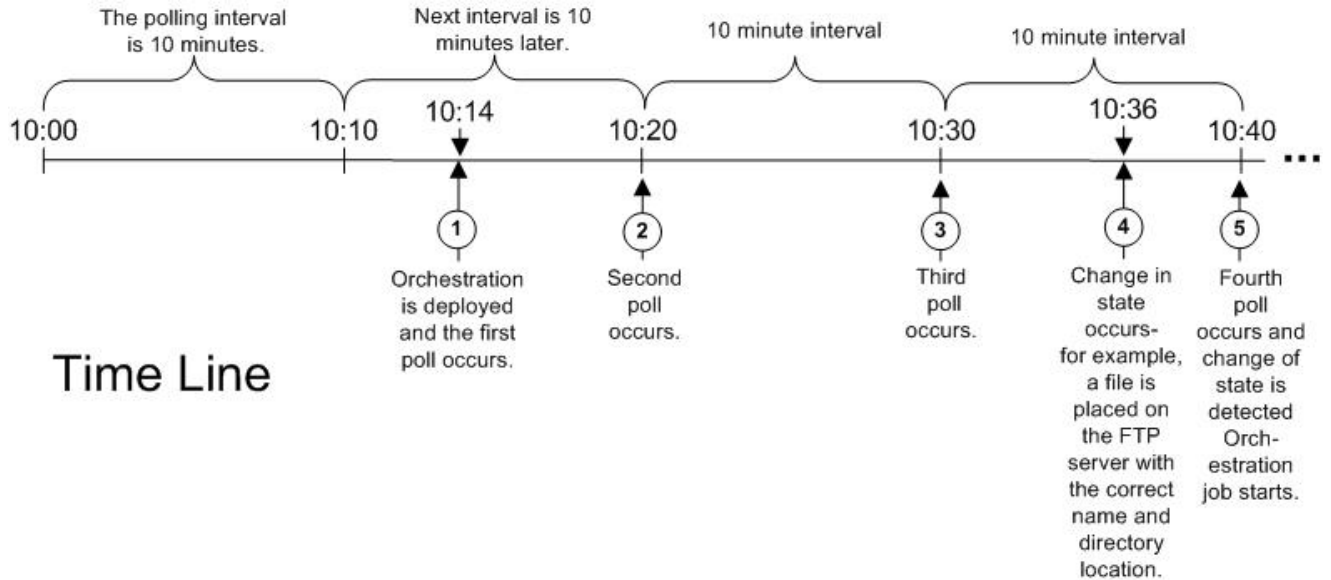 The polling interval
is 10 minutes.
Next interval is 10
minutes later.
10 minute interval
10 minute interval
10:00
10:10
10:14
10:20
10:30
10:36
10:40
...
1
2
3
4
5
Orchestration
is deployed
and the first
poll occurs.
Second
poll
occurs.
Third
poll
occurs.
Change in
state
occurs-
for example,
a file is
placed on
the FTP
server with
the correct
name and
directory
location.
Fourth
poll
occurs and
change of
state is
detected
Orch-
estration
job starts.
Time Line